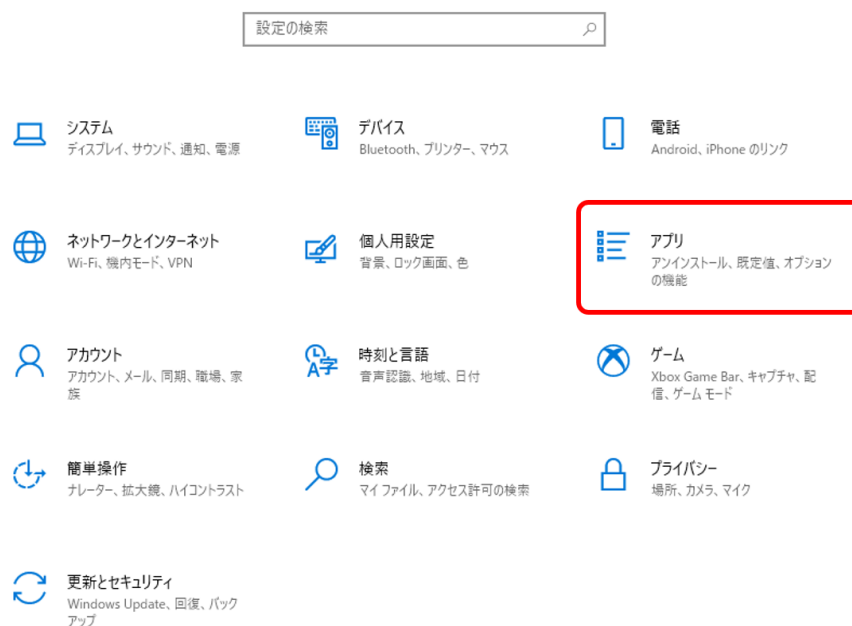 設定の検索
システム
ディスプレイ、サウンド、通知、電源
デバイス
Bluetooth、プリンター、マウス
電話
Android、iPhone のリンク
ネットワークとインターネット
Wi-Fi、機内モード、VPN
個人用設定
背景、ロック画面、色
アプリ
アンインストール、既定値、オプション
の機能
アカウント
アカウント、メール、同期、職場、家
族
時刻と言語
音声認識、地域、日付
ゲーム
Xbox Game Bar、キャプチャ、配
信、ゲーム モード
簡単操作
ナレーター、拡大鏡、ハイコントラスト
検索
マイ ファイル、アクセス許可の検索
プライバシー
場所、カメラ、マイク
更新とセキュリティ
Windows Update、回復、バック
アップ